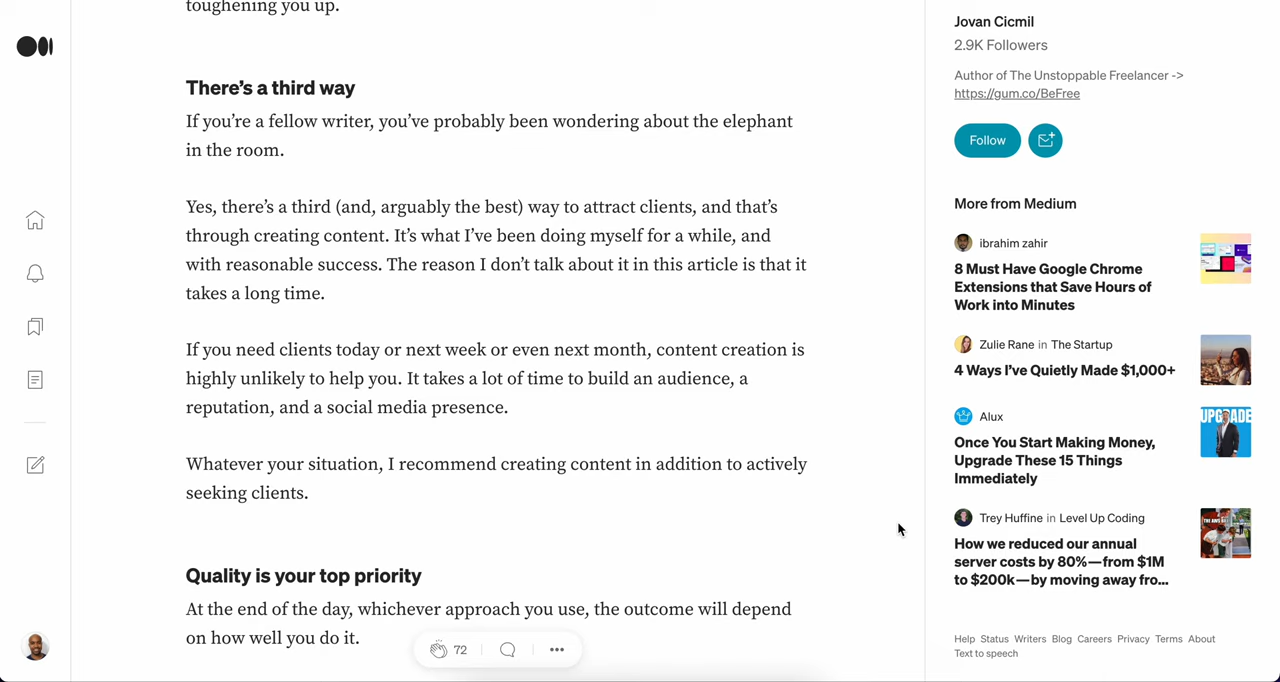 toughening you up.
There's a third way
If you're a fellow writer, you've probably been wondering about the elephant
in the room.
Yes, there's a third (and, arguably the best) way to attract clients, and that's
through creating content. It's what I've been doing myself for a while, and
with reasonable success. The reason I don't talk about it in this article is that it
takes a long time.
If you need clients today or next week or even next month, content creation is
highly unlikely to help you. It takes a lot of time to build an audience, a
reputation, and a social media presence.
Whatever your situation, I recommend creating content in addition to actively
seeking clients.
Quality is your top priority
At the end of the day, whichever approach you use, the outcome will depend
on how well you do it.
72
Jovan Cicmil
2.9K Followers
Author of The Unstoppable Freelancer ->
https://gum.co/BeFree
Follow
More from Medium
ibrahim zahir
8 Must Have Google Chrome
Extensions that Save Hours of
Work into Minutes
Zulie Rane in The Startup
4 Ways I've Quietly Made $1,000+
Alux
Once You Start Making Money,
Upgrade These 15 Things
Immediately
UPGRADE
Trey Huffine in Level Up Coding
How we reduced our annual
server costs by 80%—from $1M
to $200k—by moving away fro...
Help Status Writers Blog Careers Privacy Terms About
Text to speech